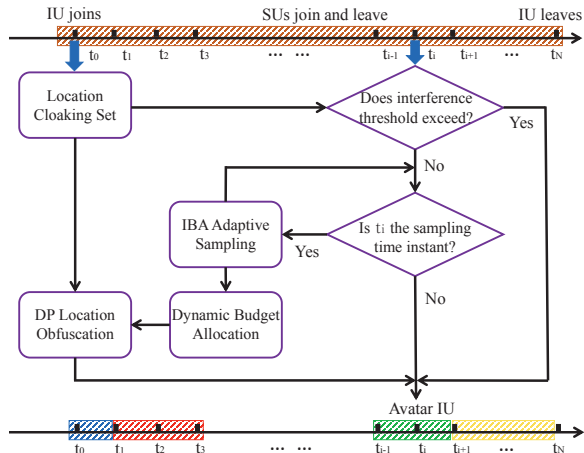 IU joins SUs join and leave IU leaves
t0 t1 t2 t3 ... ... ti-1 ti ti+1 ... tN
Location
Cloaking Set
Does interference
threshold exceed?
Yes
No
IBA Adaptive
Sampling
Yes
Is ti the sampling
time instant?
No
DP Location
Obfuscation
Dynamic Budget
Allocation
Avatar IU
t0 t1 t2 t3 ... ... ti-1 ti ti+1 ... tN